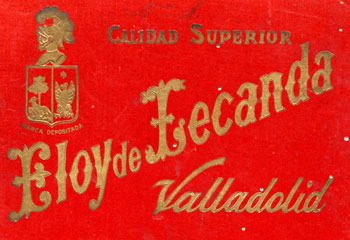 CALIDAD SUPERIOR
MARCA DEPOSITADA
Eloy de Lecanda
Valladolid